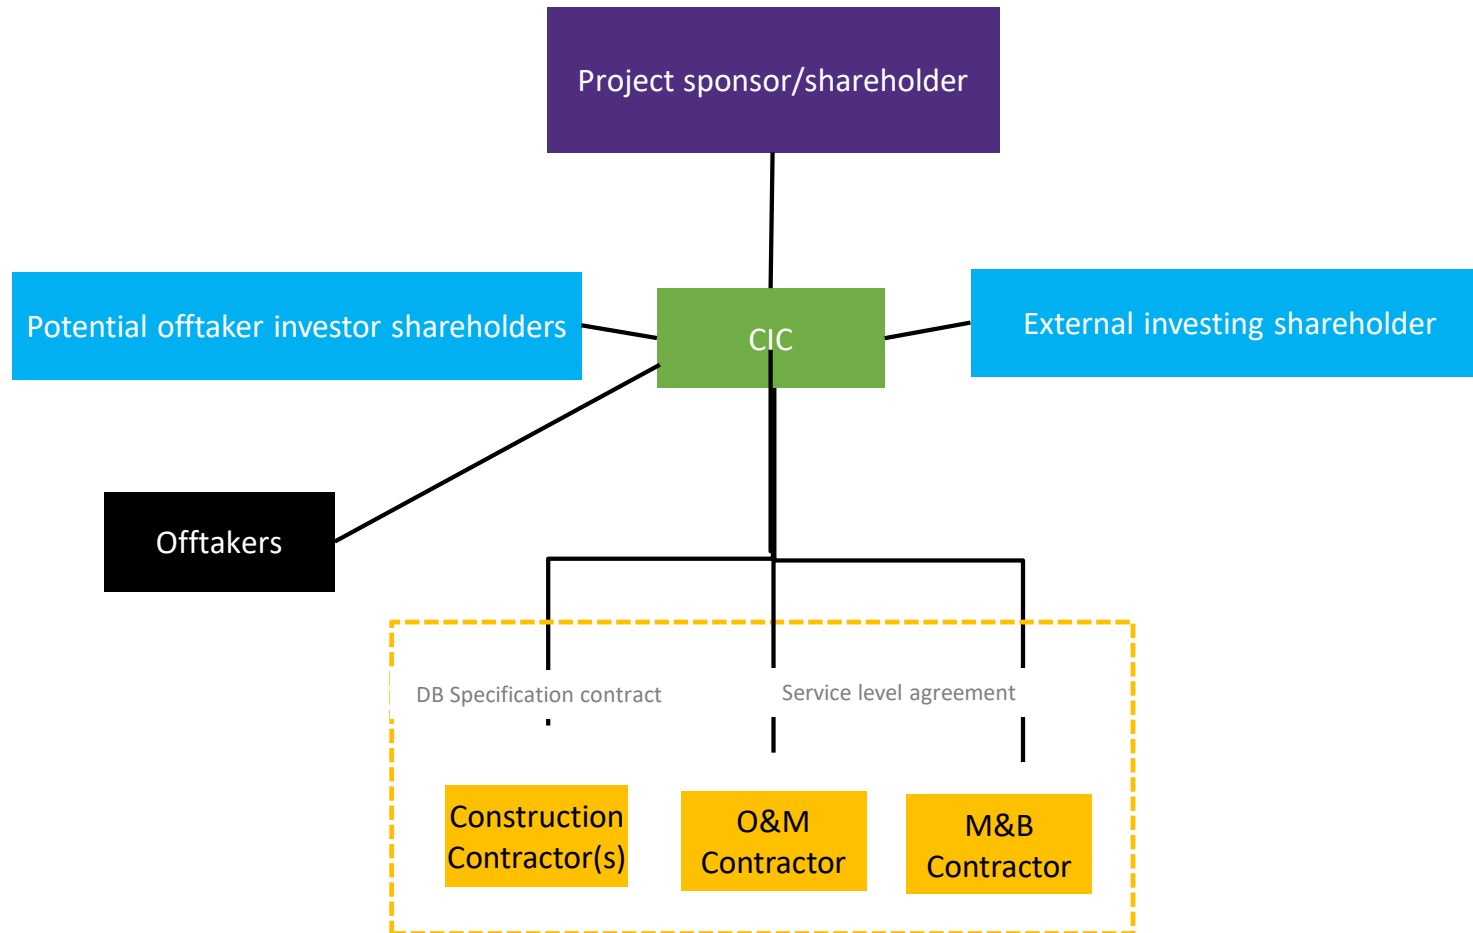 Project sponsor/shareholder
Potential offtaker investor shareholders
CIC
External investing shareholder
Offtakers
DB Specification contract
Service level agreement
Construction
Contractor(s)
O&M
Contractor
M&B
Contractor